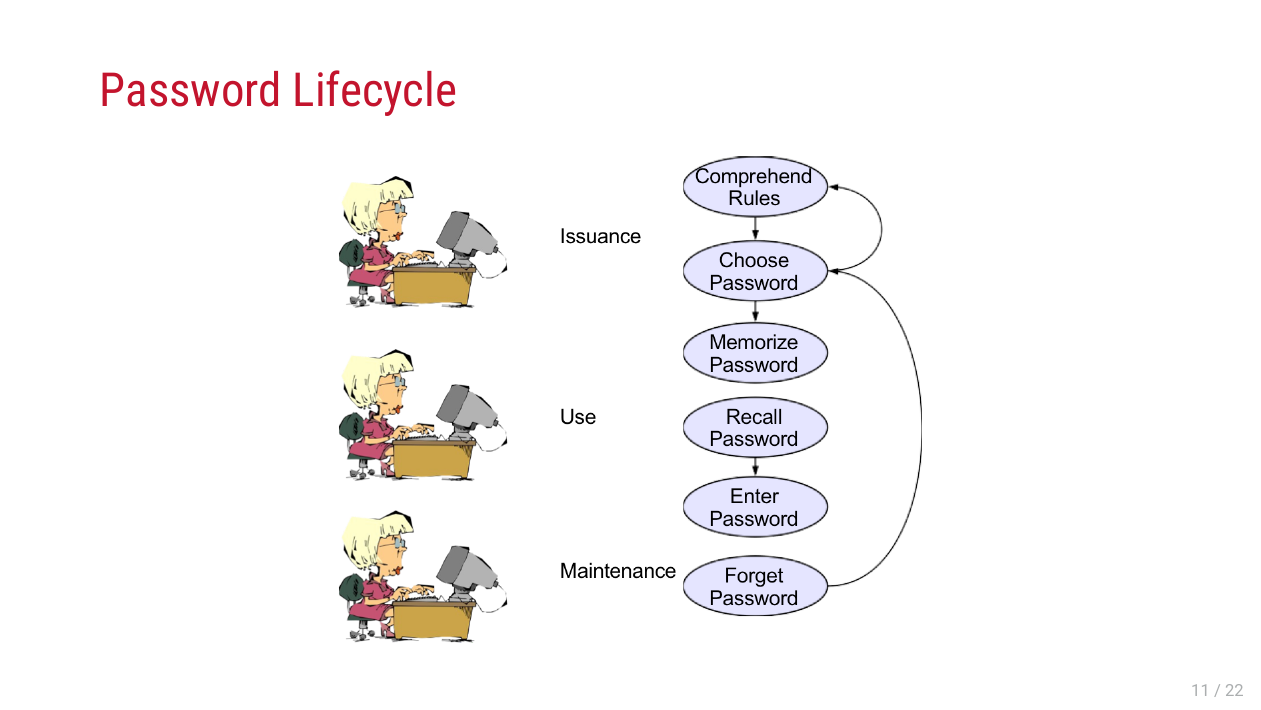 Password Lifecycle
Issuance
Comprehend
Rules
Choose
Password
Memorize
Password
Use
Recall
Password
Enter
Password
Maintenance
Forget
Password
11 / 22